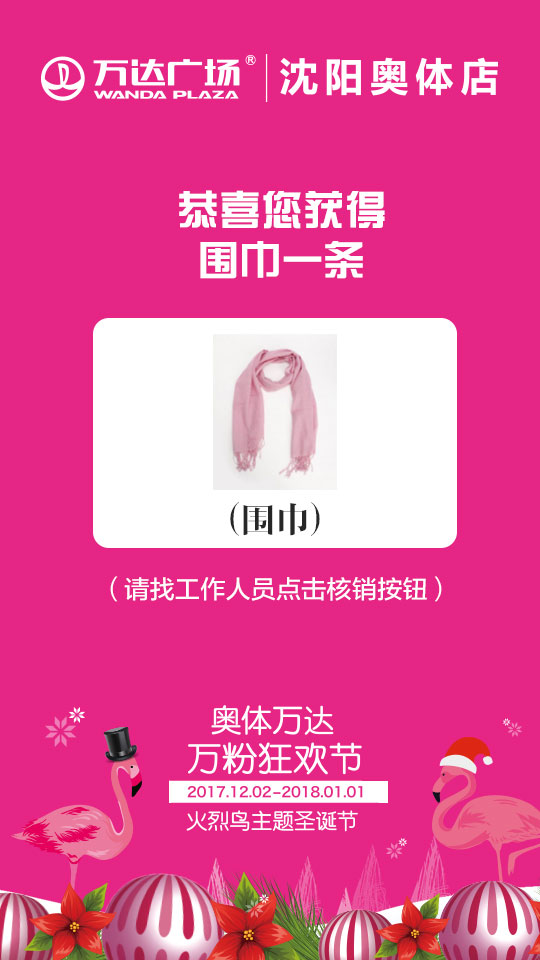 万达广场® 沈阳奥体店
WANDA PLAZA
恭喜您获得
围巾一条
(围巾)
（请找工作人员点击核销按钮）
奥体万达
万粉狂欢节
2017.12.02-2018.01.01
火烈鸟主题圣诞节